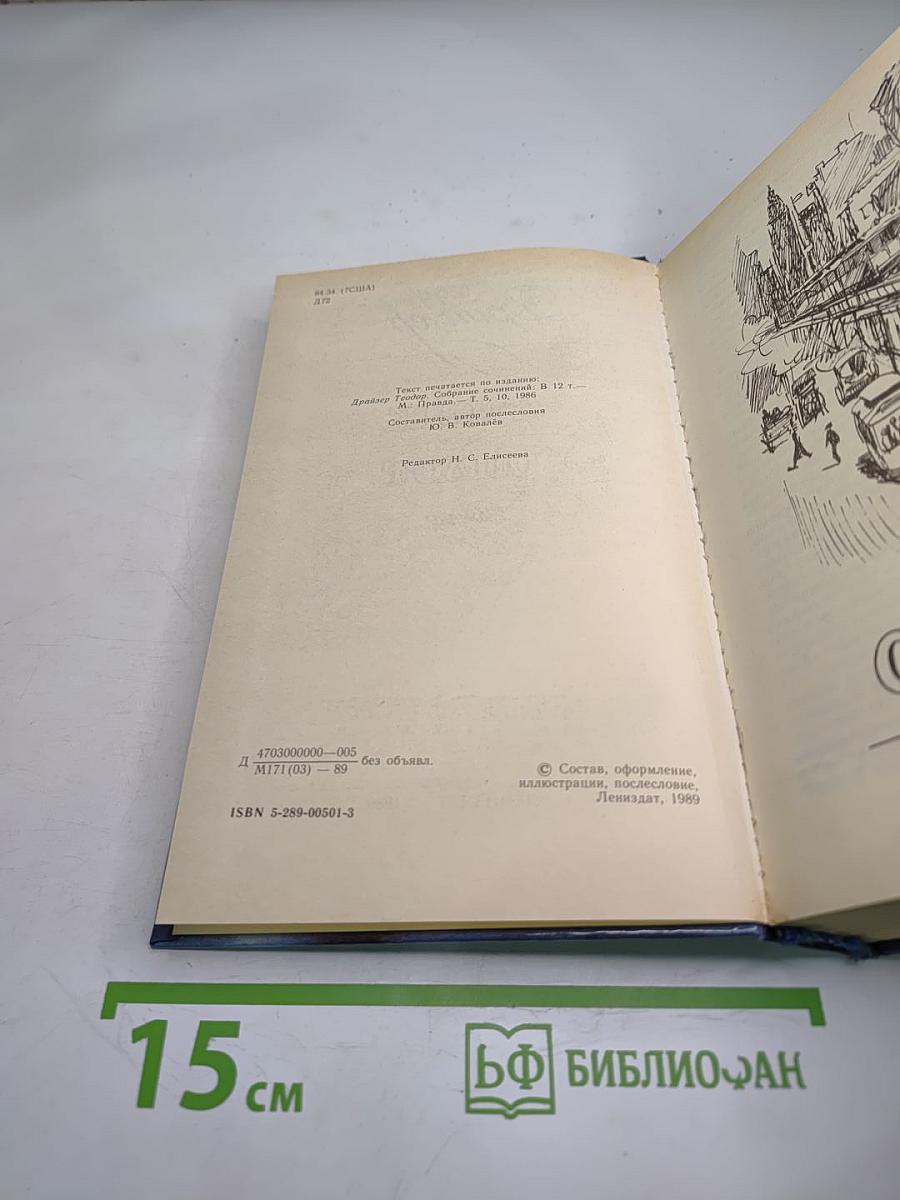 84.34 (7США)
Д72
Текст печатается по изданию:
Драйзер Теодор. Собрание сочинений: В 12 т.—
М.: Правда.— Т. 5, 10, 1986
Составитель, автор послесловия
Ю. В. Ковалёв
Редактор Н. С. Елисеева
Д 4703000000—005 без объявл.
М171(03) — 89
© Состав, оформление,
иллюстрации, послесловие,
Лениздат, 1989
ISBN 5-289-00501-3
15 см
БФ БИБЛИОФАН